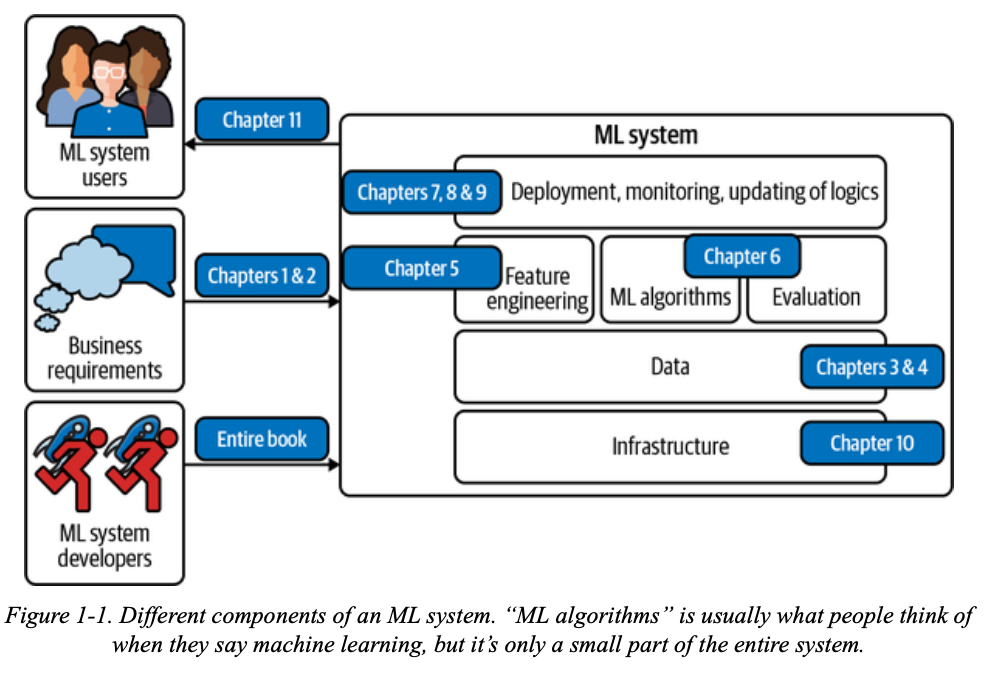 Chapter 11
ML system
users
ML system
Chapters 7, 8 & 9
Deployment, monitoring, updating of logics
Chapters 1 & 2
Business
requirements
Chapter 5
Feature
engineering
Chapter 6
ML algorithms
Evaluation
Data
Chapters 3 & 4
Entire book
ML system
developers
Infrastructure
Chapter 10
Figure 1-1. Different components of an ML system. “ML algorithms” is usually what people think of
when they say machine learning, but it’s only a small part of the entire system.